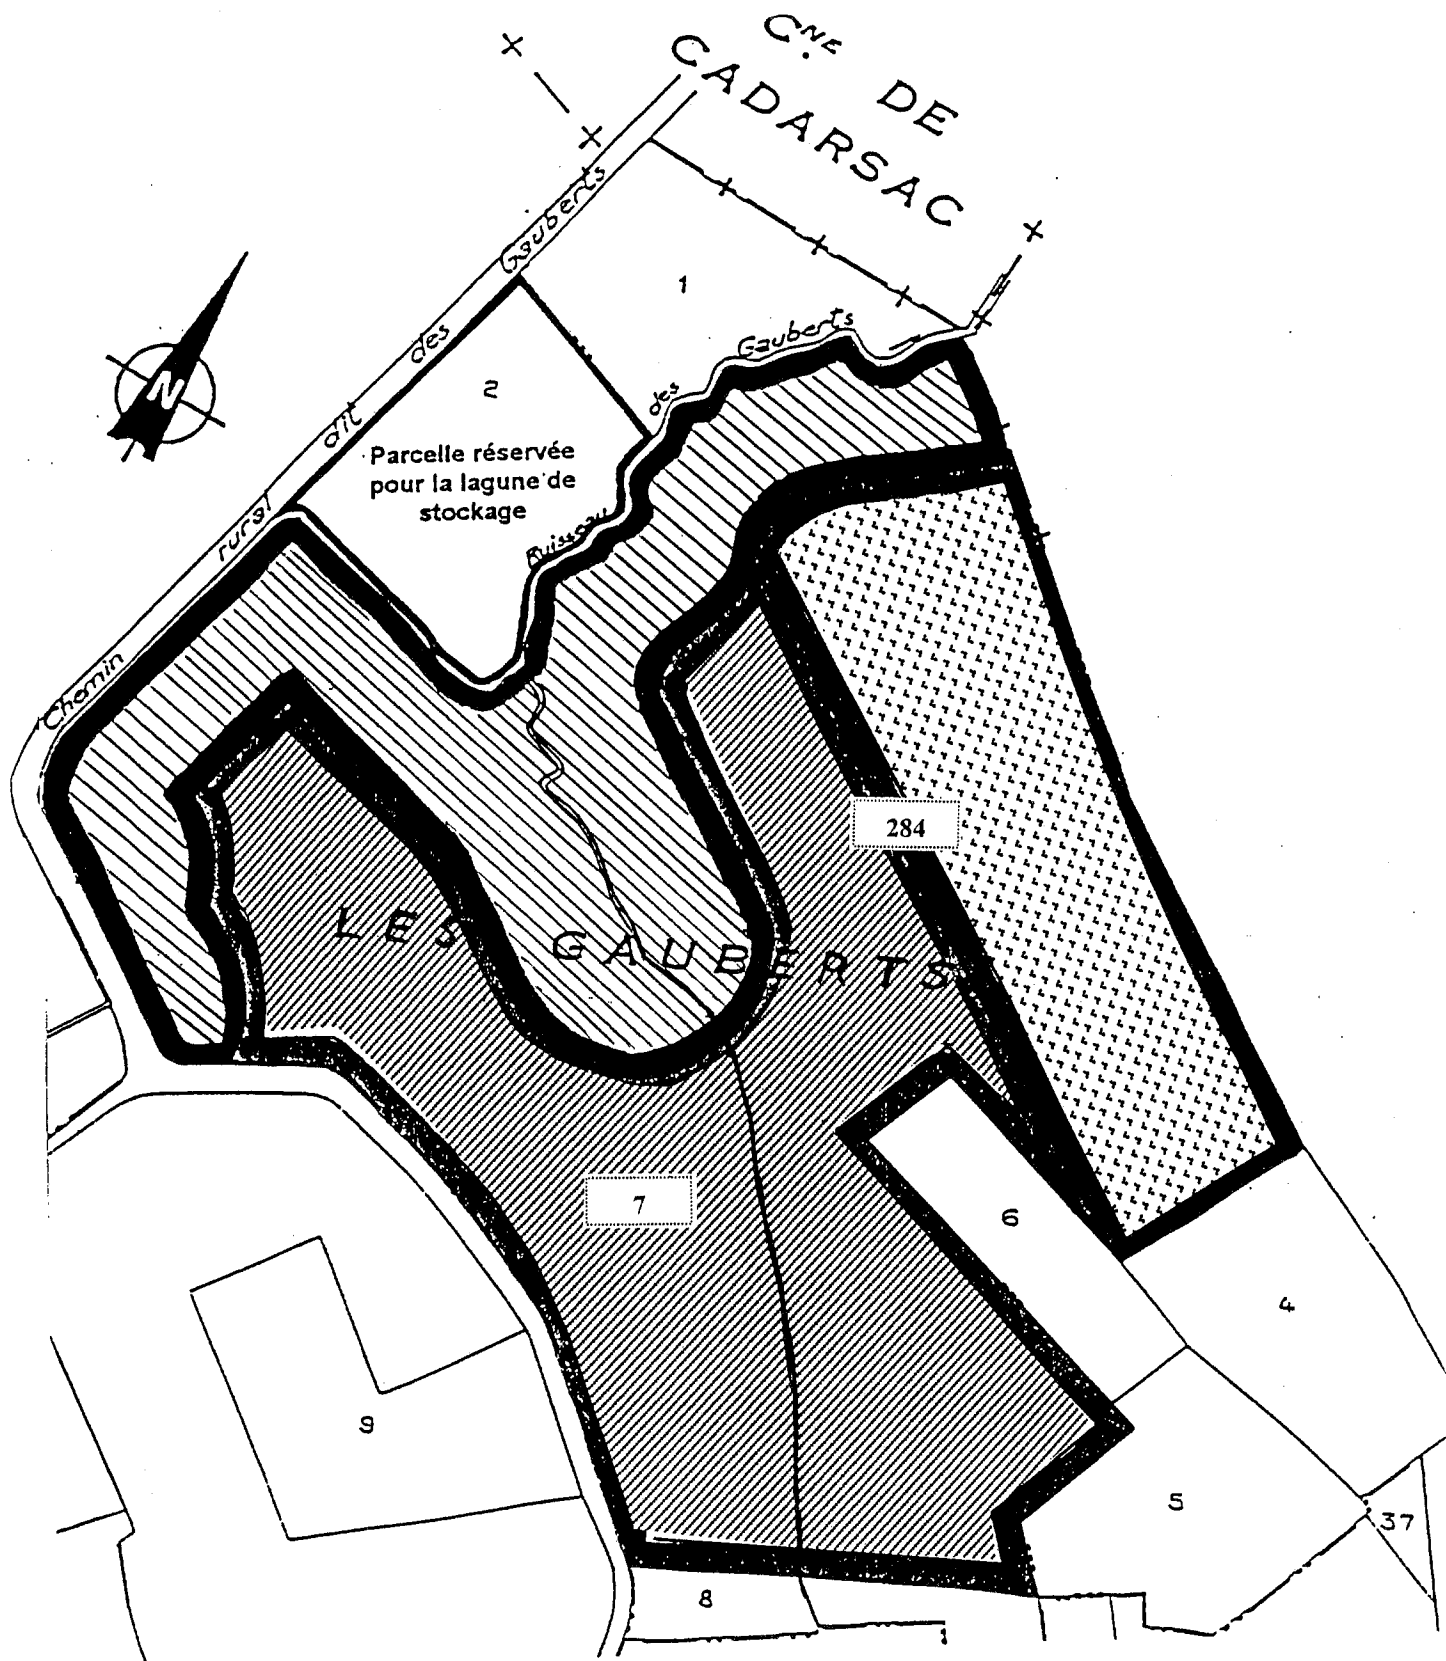 CNE DE
CADARSAC
Chemin rural dit des Gauberts
1
Ruisseau des Gauberts
N
2
Parcelle réservée
pour la lagune de
stockage
284
LES GAUBERTS
7
6
4
9
5
37
8